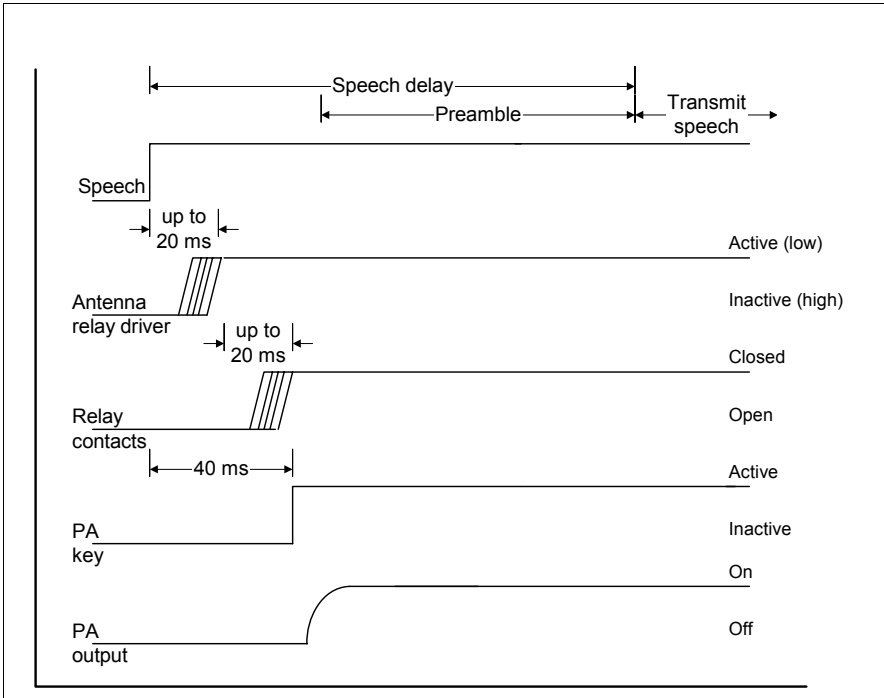 Speech delay
Preamble
Transmit
speech
Speech
up to
20 ms
Active (low)
Antenna
relay driver
Inactive (high)
up to
20 ms
Closed
Relay
contacts
Open
40 ms
Active
PA
key
Inactive
On
PA
output
Off